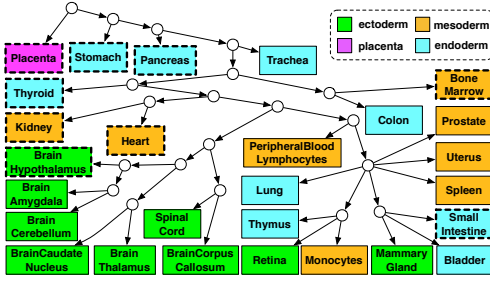 ectoderm
mesoderm
placenta
endoderm
Placenta
Stomach
Pancreas
Trachea
Thyroid
Bone
Marrow
Kidney
Heart
Colon
Prostate
PeripheralBlood
Lymphocytes
Uterus
Brain
Hypothalamus
Brain
Amygdala
Lung
Spleen
Brain
Cerebellum
Spinal
Cord
Thymus
Small
Intestine
BrainCaudate
Nucleus
Brain
Thalamus
BrainCorpus
Callosum
Retina
Monocytes
Mammary
Gland
Bladder